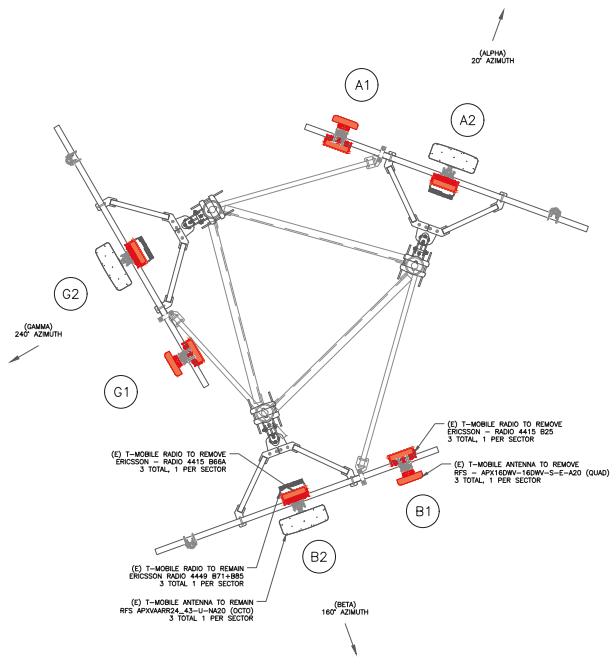 (ALPHA)
20° AZIMUTH
A1
A2
G2
(GAMMA)
240° AZIMUTH
G1
(E) T-MOBILE RADIO TO REMOVE
ERICSSON - RADIO 4415 B25
3 TOTAL, 1 PER SECTOR
(E) T-MOBILE RADIO TO REMOVE
ERICSSON - RADIO 4415 B66A
3 TOTAL, 1 PER SECTOR
(E) T-MOBILE ANTENNA TO REMOVE
RFS - APX16DWV-16DWV-S-E-A20 (QUAD)
3 TOTAL, 1 PER SECTOR
B1
B2
(E) T-MOBILE RADIO TO REMAIN
ERICSSON RADIO 4449 B71+B85
3 TOTAL 1 PER SECTOR
(E) T-MOBILE ANTENNA TO REMAIN
RFS APXVAARR24_43-U-NA20 (OCTO)
3 TOTAL 1 PER SECTOR
(BETA)
160° AZIMUTH